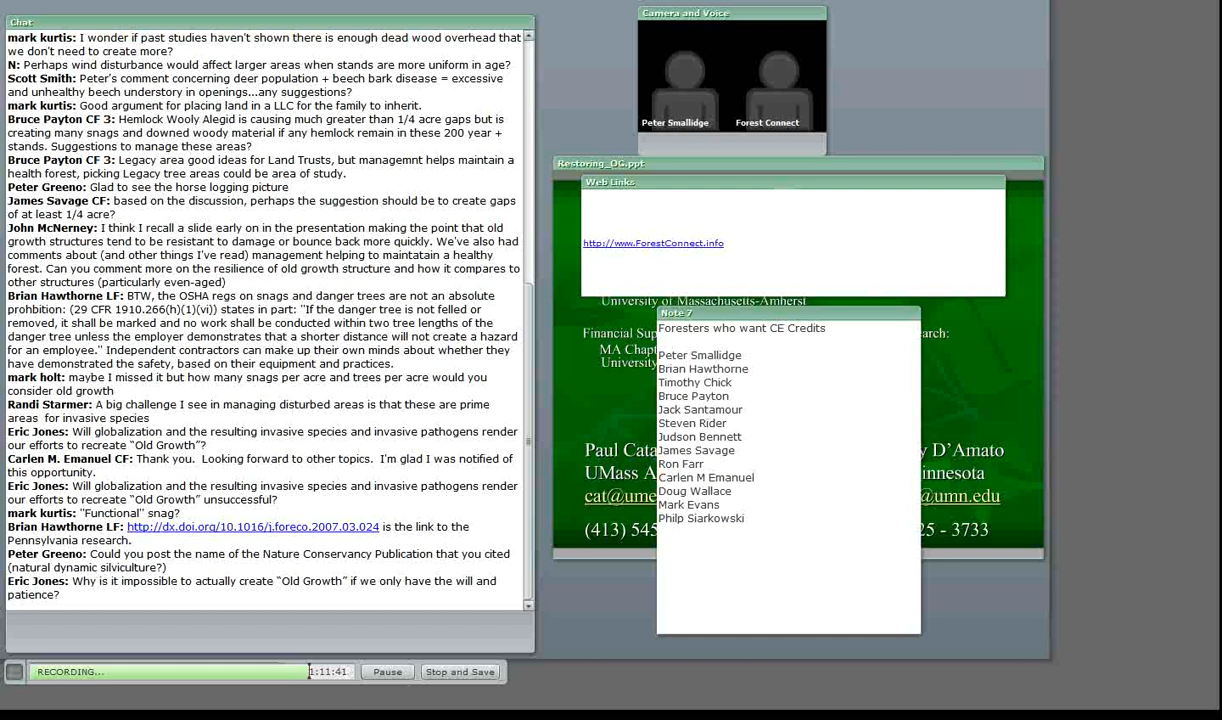 Chat
mark kurtis: I wonder if past studies haven't shown there is enough dead wood overhead that
we don't need to create more?
N: Perhaps wind disturbance would affect larger areas when stands are more uniform in age?
Scott Smith: Peter's comment concerning deer population + beech bark disease = excessive
and unhealthy beech understory in openings...any suggestions?
mark kurtis: Good argument for placing land in a LLC for the family to inherit.
Bruce Payton CF 3: Hemlock Wooly Alegid is causing much greater than 1/4 acre gaps but is
creating many snags and downed woody material if any hemlock remain in these 200 year +
stands. Suggestions to manage these areas?
Bruce Payton CF 3: Legacy area good ideas for Land Trusts, but managemnt helps maintain a
health forest, picking Legacy tree areas could be area of study.
Peter Greeno: Glad to see the horse logging picture
James Savage CF: based on the discussion, perhaps the suggestion should be to create gaps
of at least 1/4 acre?
John McNerney: I think I recall a slide early on in the presentation making the point that old
growth structures tend to be resistant to damage or bounce back more quickly. We've also had
comments about (and other things I've read) management helping to maintatain a healthy
forest. Can you comment more on the resilience of old growth structure and how it compares to
other structures (particularly even-aged)
Brian Hawthorne LF: BTW, the OSHA regs on snags and danger trees are not an absolute
prohbition: (29 CFR 1910.266(h)(1)(vi)) states in part: "If the danger tree is not felled or
removed, it shall be marked and no work shall be conducted within two tree lengths of the
danger tree unless the employer demonstrates that a shorter distance will not create a hazard
for an employee." Independent contractors can make up their own minds about whether they
have demonstrated the safety, based on their equipment and practices.
mark holt: maybe I missed it but how many snags per acre and trees per acre would you
consider old growth
Randi Starmer: A big challenge I see in managing disturbed areas is that these are prime
areas for invasive species
Eric Jones: Will globalization and the resulting invasive species and invasive pathogens render
our efforts to recreate “Old Growth”?
Carlen M. Emanuel CF: Thank you. Looking forward to other topics. I'm glad I was notified of
this opportunity.
Eric Jones: Will globalization and the resulting invasive species and invasive pathogens render
our efforts to recreate “Old Growth” unsuccessful?
mark kurtis: "Functional" snag?
Brian Hawthorne LF: http://dx.doi.org/10.1016/j.foreco.2007.03.024 is the link to the
Pennsylvania research.
Peter Greeno: Could you post the name of the Nature Conservancy Publication that you cited
(natural dynamic silviculture?)
Eric Jones: Why is it impossible to actually create “Old Growth” if we only have the will and
patience?
RECORDING...
1:11:41
Pause
Stop and Save
Camera and Voice
Peter Smallidge
Forest Connect
Restoring_OG.ppt
Web Links
http://www.ForestConnect.info
University of Massachusetts-Amherst
Financial Sup
arch:
MA Chapt
University
Paul Cata
y D’Amato
UMass A
innesota
cat@ume
@umn.edu
(413) 545
25 - 3733
Note 7
Foresters who want CE Credits
Peter Smallidge
Brian Hawthorne
Timothy Chick
Bruce Payton
Jack Santamour
Steven Rider
Judson Bennett
James Savage
Ron Farr
Carlen M Emanuel
Doug Wallace
Mark Evans
Philp Siarkowski